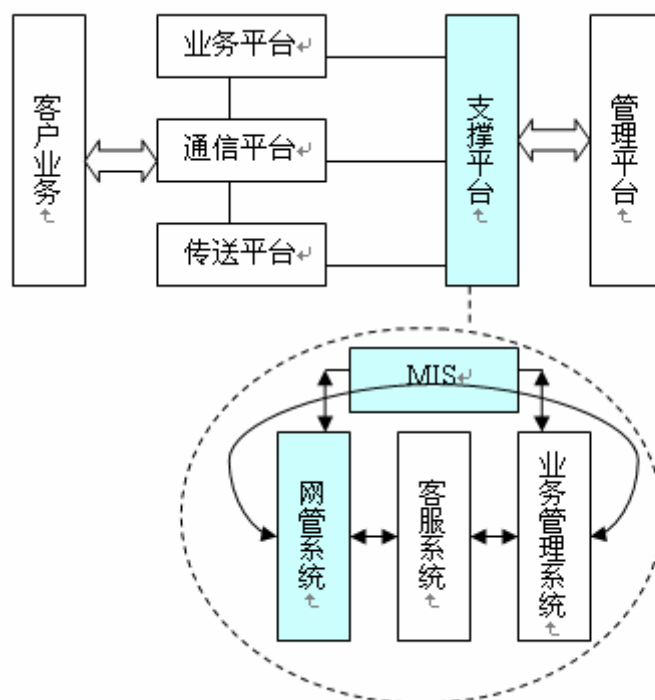 业务平台
客户业务
通信平台
传送平台
支撑平台
管理平台
MIS
网管系统
客服系统
业务管理系统